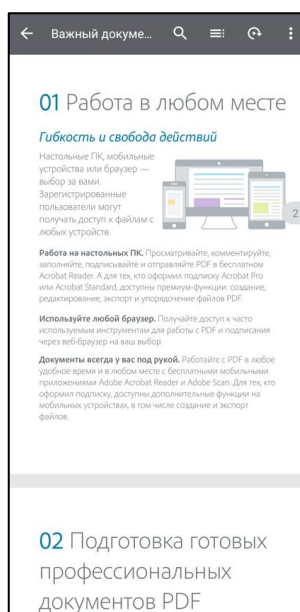 Важный докуме...
01 Работа в любом месте
Гибкость и свобода действий
Настольные ПК, мобильные
устройства или браузер —
выбор за вами.
Зарегистрированные
пользователи могут
получать доступ к файлам с
любых устройств.
2
Работа на настольных ПК. Просматривайте, комментируйте,
заполняйте, подписывайте и отправляйте PDF в бесплатном
Acrobat Reader. А для тех, кто оформил подписку Acrobat Pro
или Acrobat Standard, доступны премиум-функции: создание,
редактирование, экспорт и упорядочение файлов PDF.
Используйте любой браузер. Получайте доступ к часто
используемым инструментам для работы с PDF и подписания
через веб-браузер на ваш выбор.
Документы всегда у вас под рукой. Работайте с PDF в любое
удобное время и в любом месте с бесплатными мобильными
приложениями Adobe Acrobat Reader и Adobe Scan. Для тех, кто
оформил подписку, доступны дополнительные функции на
мобильных устройствах, в том числе создание и экспорт
файлов.
02 Подготовка готовых
профессиональных
документов PDF